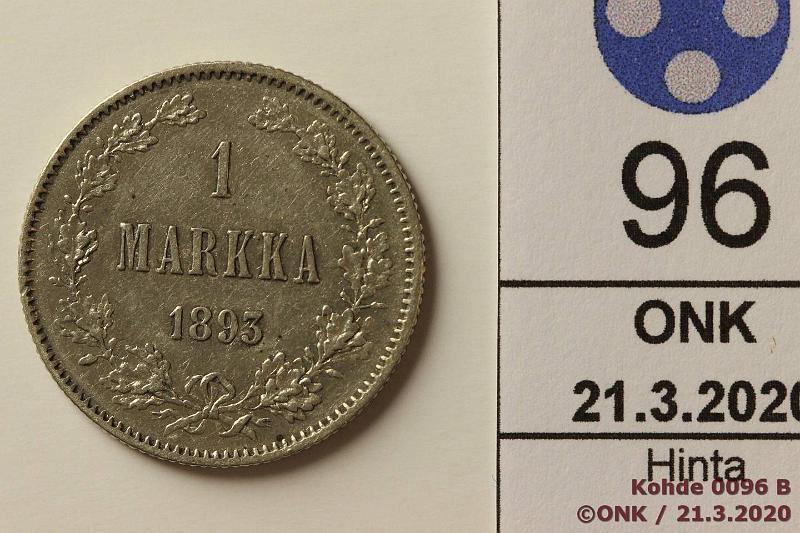 1
MARKKA
1893
96
ONK
21.3.2020
Hinta
Kohde 0096 B
©ONK / 21.3.2020